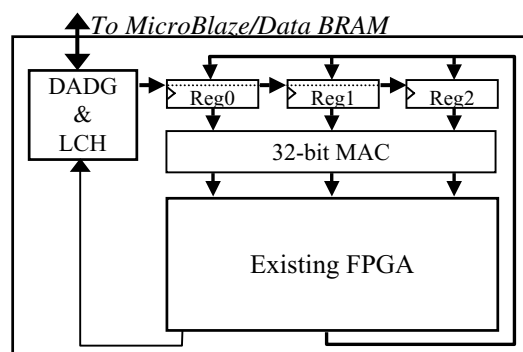 To MicroBlaze/Data BRAM
DADG
&
LCH
Reg0 Reg1 Reg2
32-bit MAC
Existing FPGA